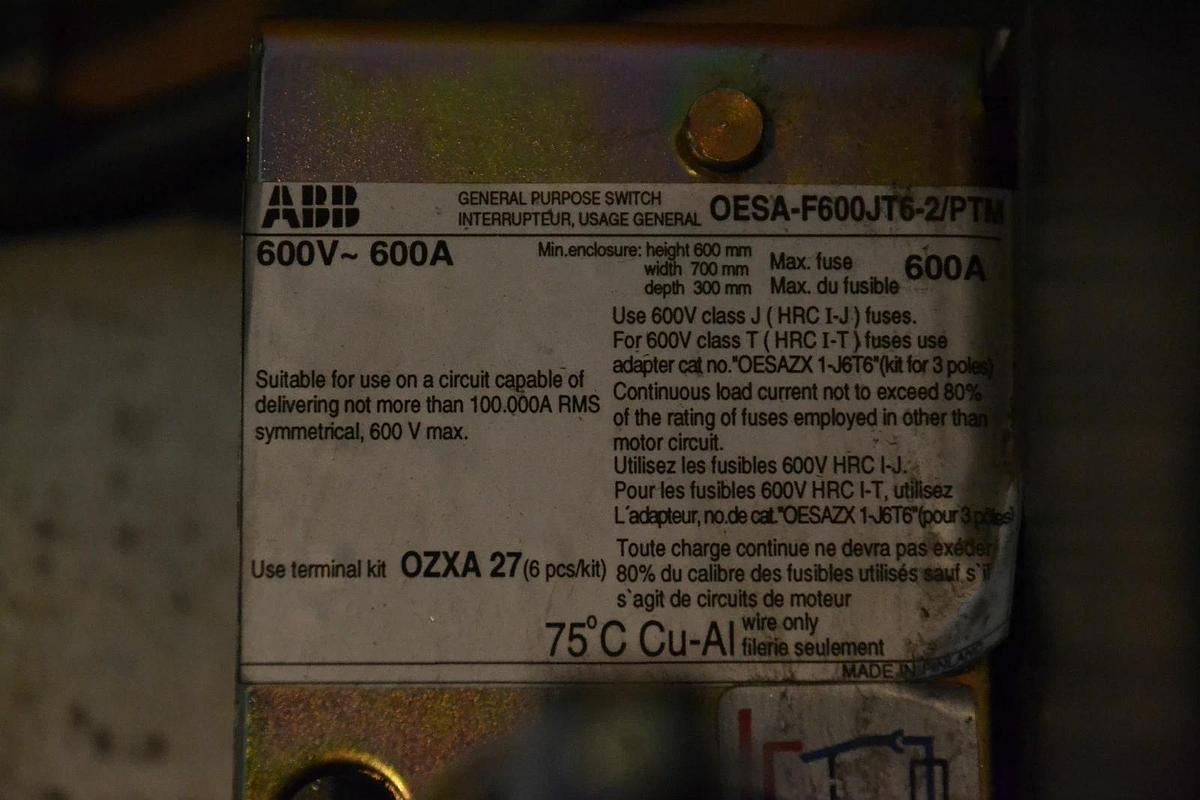 ABB
GENERAL PURPOSE SWITCH
INTERRUPTEUR, USAGE GENERAL
OESA-F600JT6-2/PTM
600V~ 600A
Min.enclosure: height 600 mm
width 700 mm
depth 300 mm
Max. fuse
Max. du fusible
600A
Suitable for use on a circuit capable of
delivering not more than 100.000A RMS
symmetrical, 600 V max.
Use 600V class J ( HRC I-J ) fuses.
For 600V class T ( HRC I-T ) fuses use
adapter cat no."OESAZX 1-J6T6"(kit for 3 poles)
Continuous load current not to exceed 80%
of the rating of fuses employed in other than
motor circuit.
Utilisez les fusibles 600V HRC I-J.
Pour les fusibles 600V HRC I-T, utilisez
L´adapteur, no.de cat."OESAZX 1-J6T6"(pour 3 pôles)
Toute charge continue ne devra pas exéder
80% du calibre des fusibles utilisés sauf s`il
s`agit de circuits de moteur
Use terminal kit OZXA 27(6 pcs/kit)
75°C Cu-Al
wire only
filerie seulement
MADE IN FINLAND